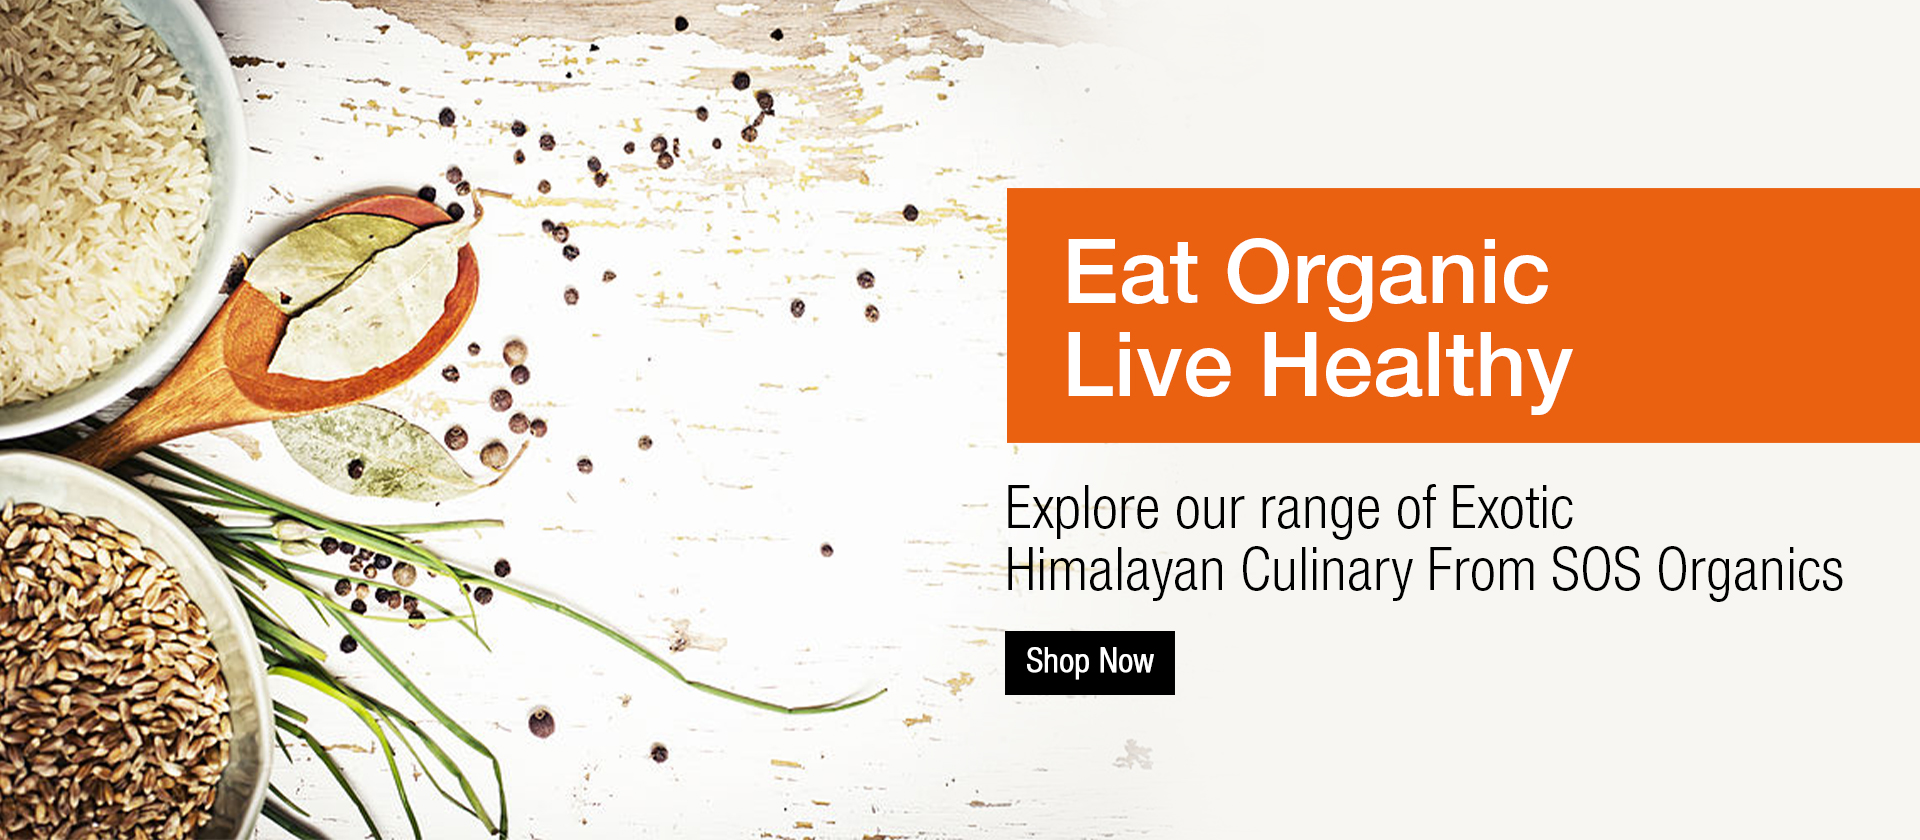 Eat Organic
Live Healthy
Explore our range of Exotic
Himalayan Culinary From SOS Organics
Shop Now